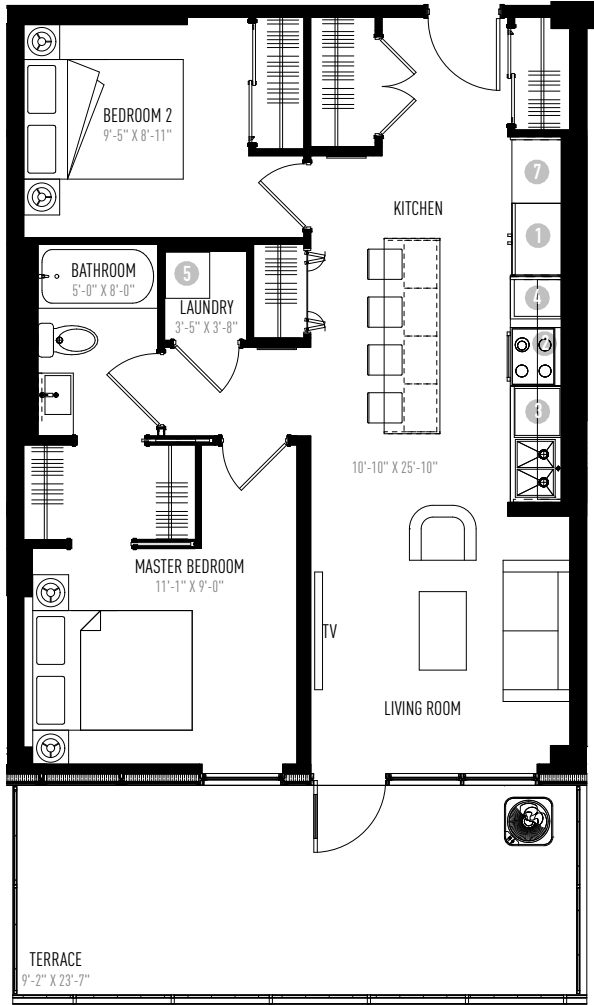 BEDROOM 2
9'-5" X 8'-11"
7
KITCHEN
1
BATHROOM
5'-0" X 8'-0"
5
LAUNDRY
3'-5" X 3'-8"
4
3
10'-10" X 25'-10"
MASTER BEDROOM
11'-1" X 9'-0"
TV
LIVING ROOM
TERRACE
9'-2" X 23'-7"